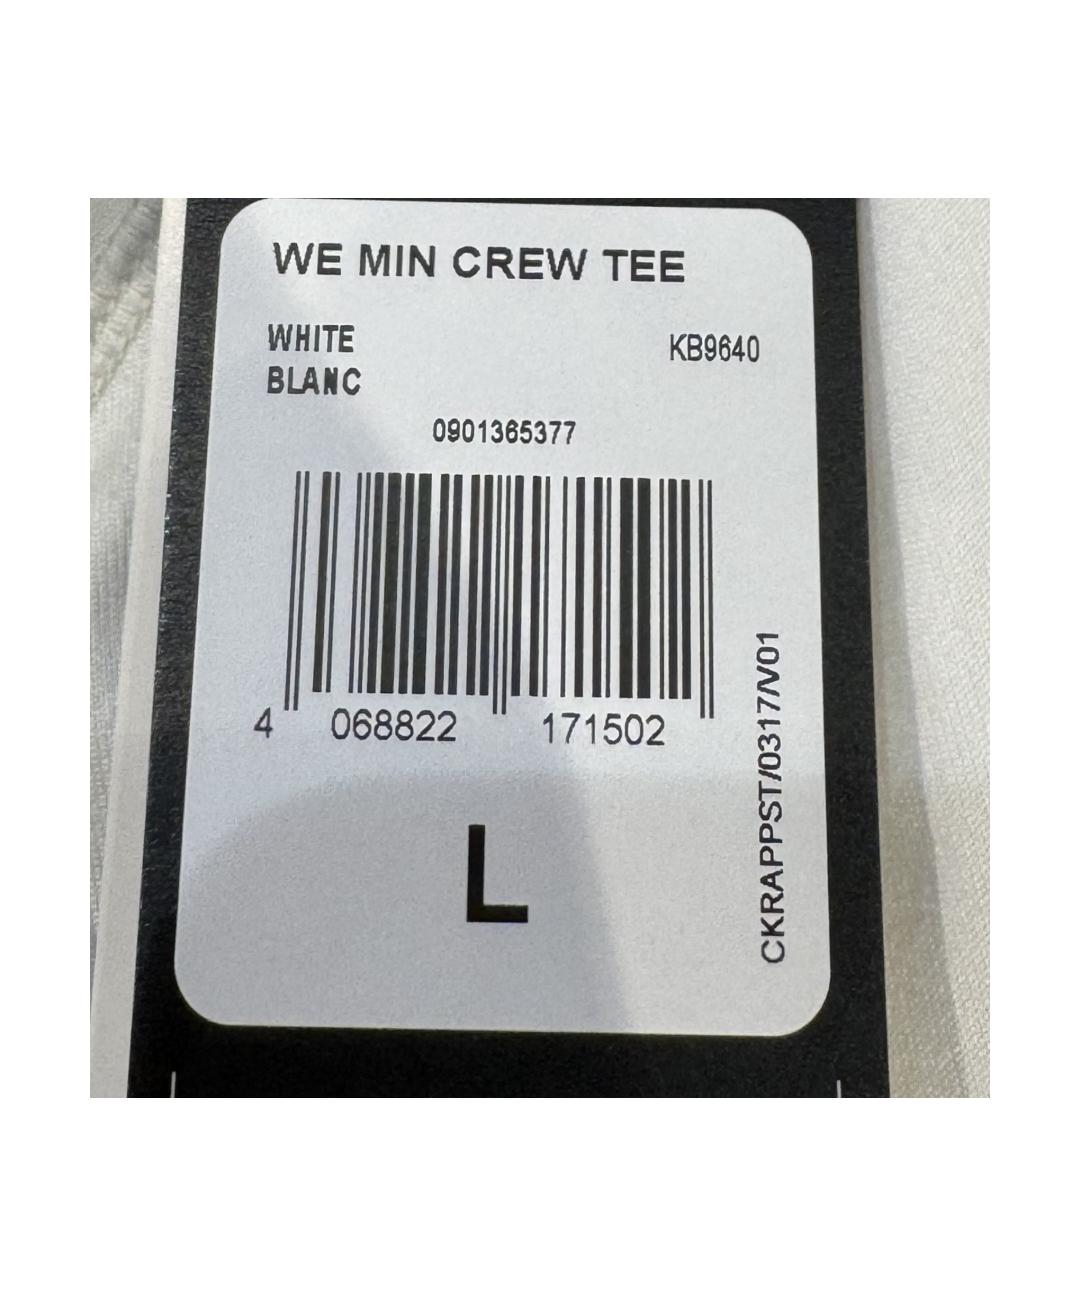 WE MIN CREW TEE
WHITE
BLANC
KB9640
0901365377
4 068822 171502
L
CKRAPPST/0317/V01